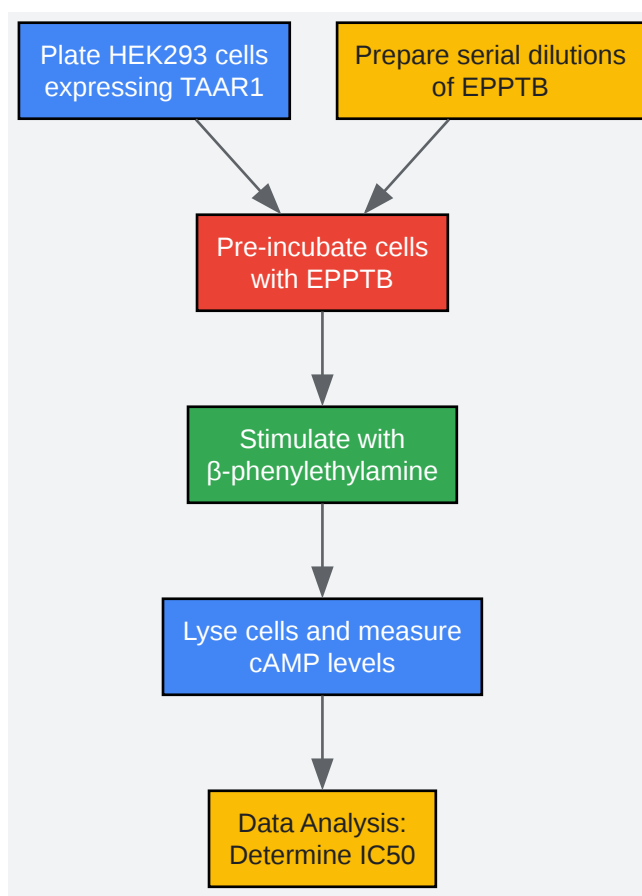 Plate HEK293 cells
expressing TAAR1
Prepare serial dilutions
of EPPTB
Pre-incubate cells
with EPPTB
Stimulate with
β-phenylethylamine
Lyse cells and measure
cAMP levels
Data Analysis:
Determine IC50